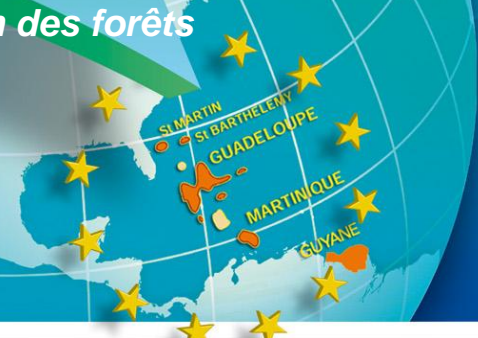 n des forêts
St MARTIN
St BARTHELEMY
GUADELOUPE
MARTINIQUE
GUYANE